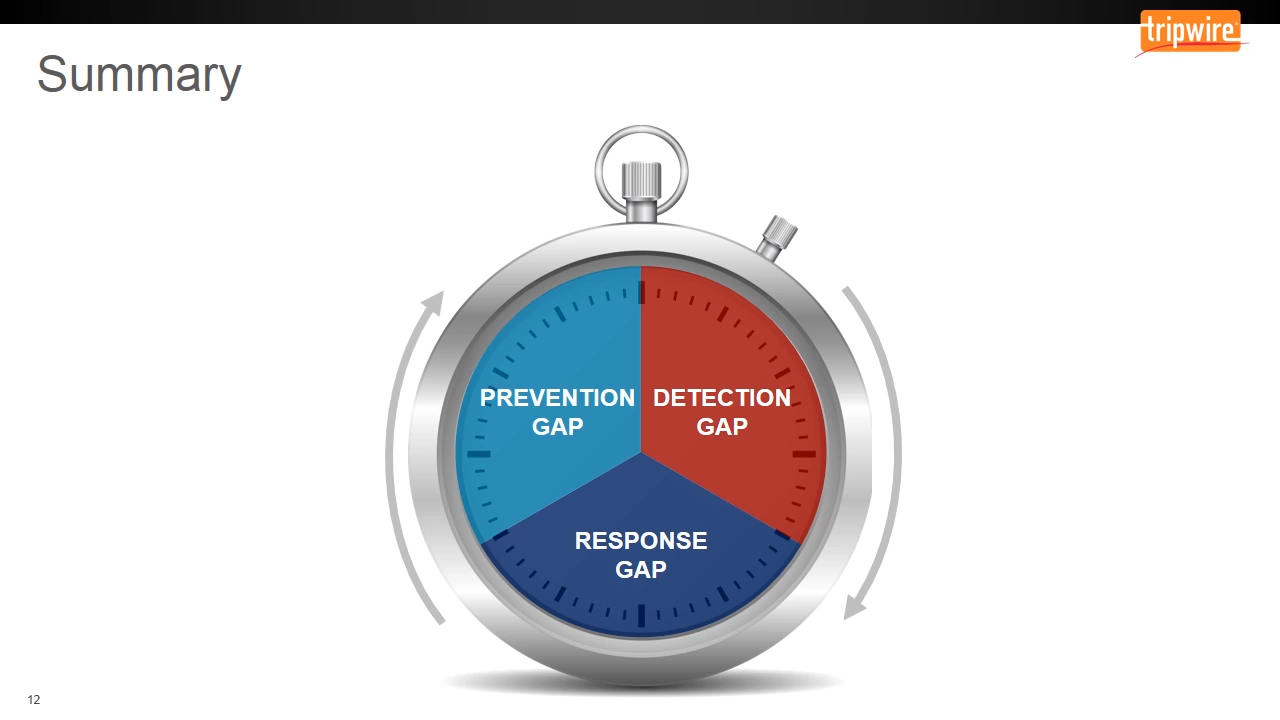 tripwire
Summary
PREVENTION
GAP
DETECTION
GAP
RESPONSE
GAP
12